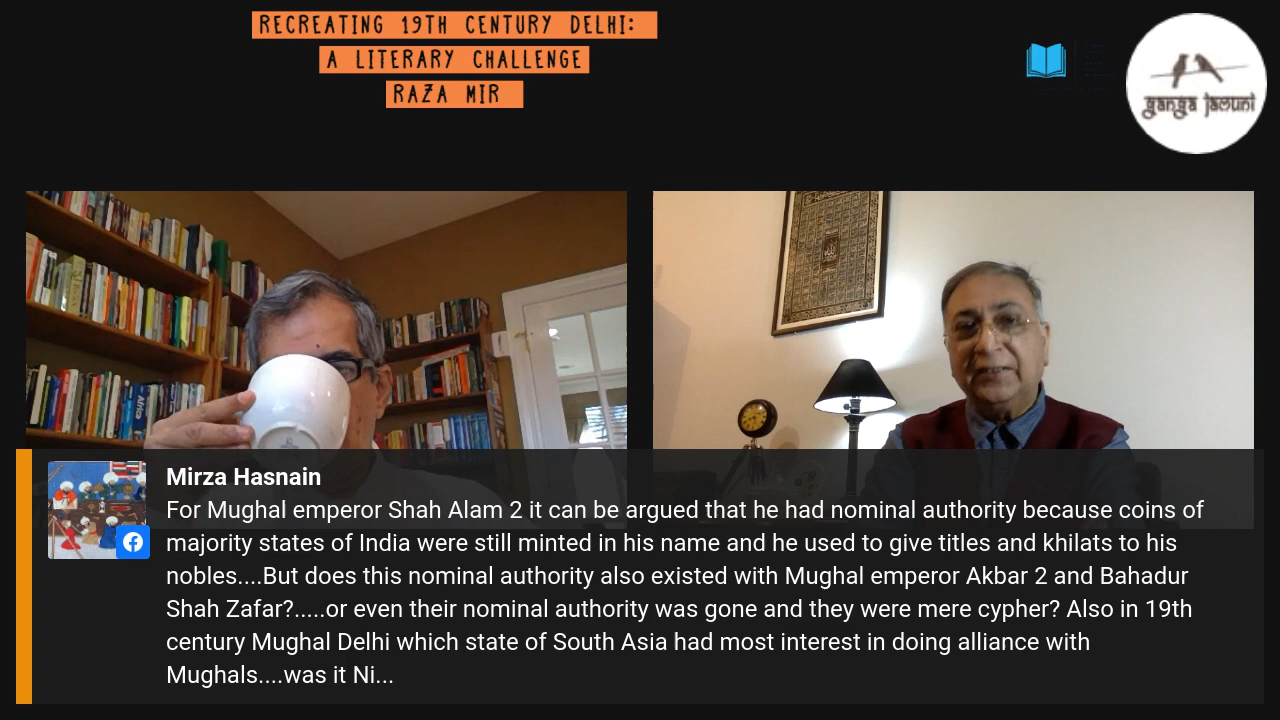 RECREATING 19TH CENTURY DELHI:
A LITERARY CHALLENGE
RAZA MIR
ganga jamuni
Mirza Hasnain
For Mughal emperor Shah Alam 2 it can be argued that he had nominal authority because coins of
majority states of India were still minted in his name and he used to give titles and khilats to his
nobles....But does this nominal authority also existed with Mughal emperor Akbar 2 and Bahadur
Shah Zafar?.....or even their nominal authority was gone and they were mere cypher? Also in 19th
century Mughal Delhi which state of South Asia had most interest in doing alliance with
Mughals....was it Ni...